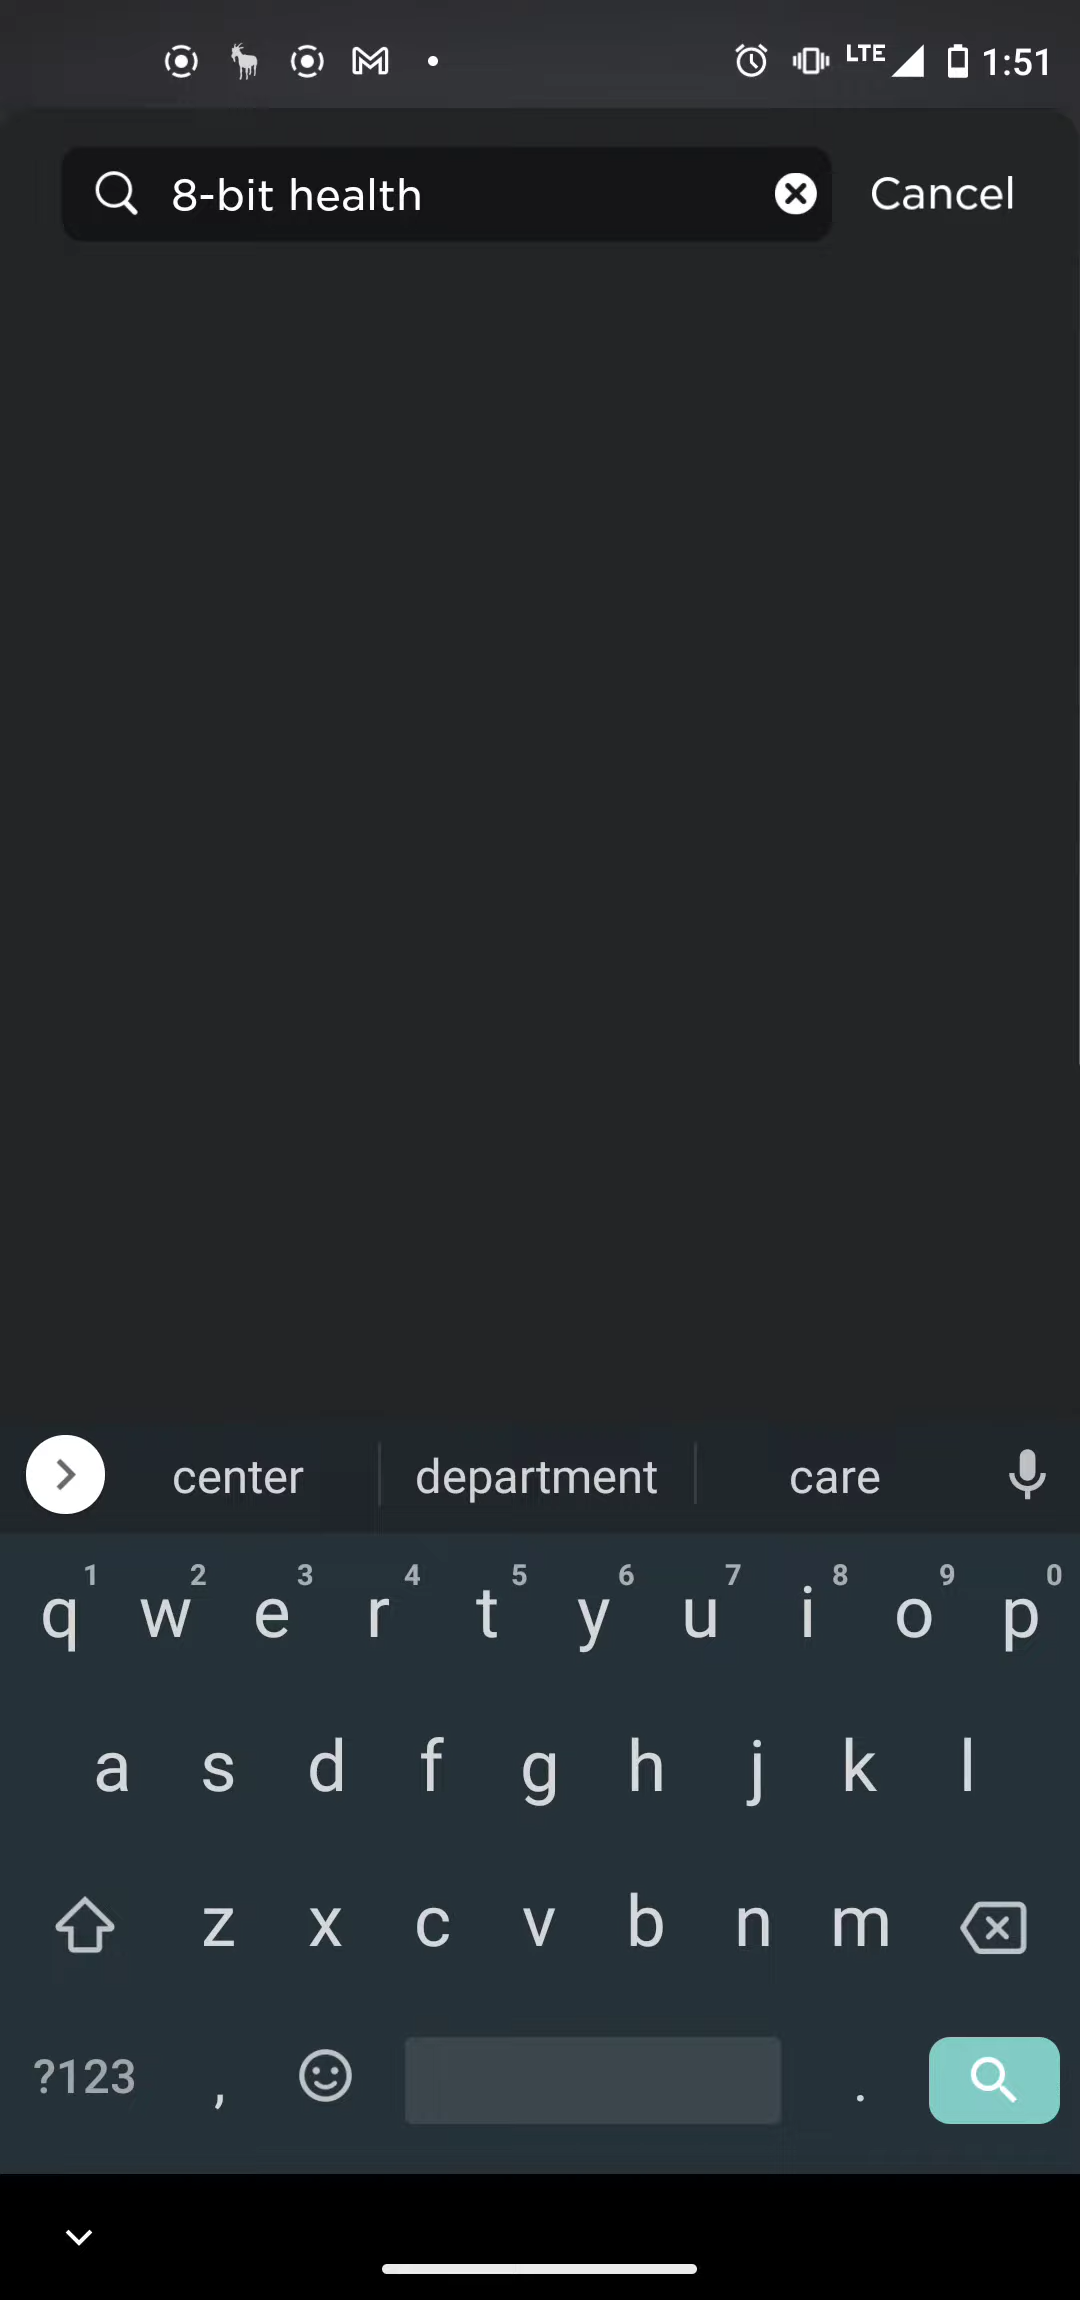 LTE 1:51
8-bit health Cancel
center department care
1 2 3 4 5 6 7 8 9 0
q w e r t y u i o p
a s d f g h j k l
z x c v b n m
?123 , .